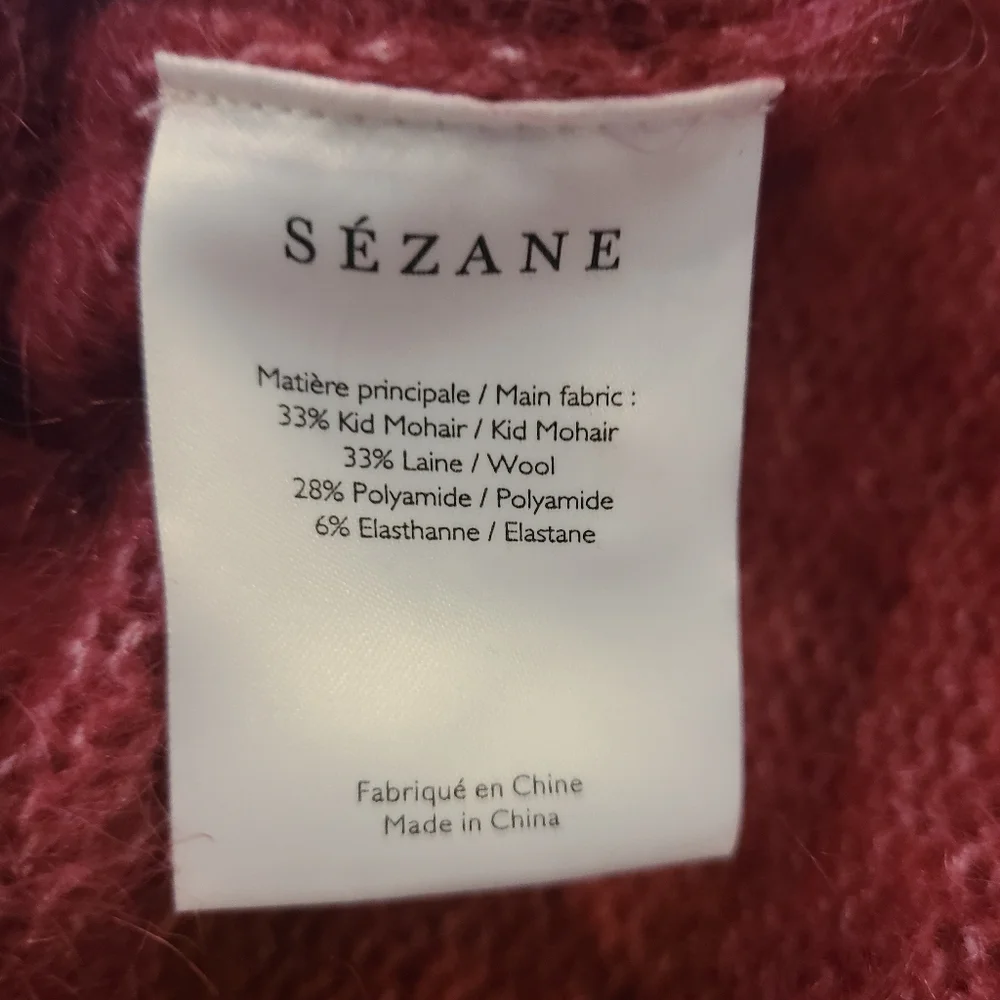 SÉZANE
Matière principale / Main fabric :
33% Kid Mohair / Kid Mohair
33% Laine / Wool
28% Polyamide / Polyamide
6% Elasthanne / Elastane
Fabriqué en Chine
Made in China